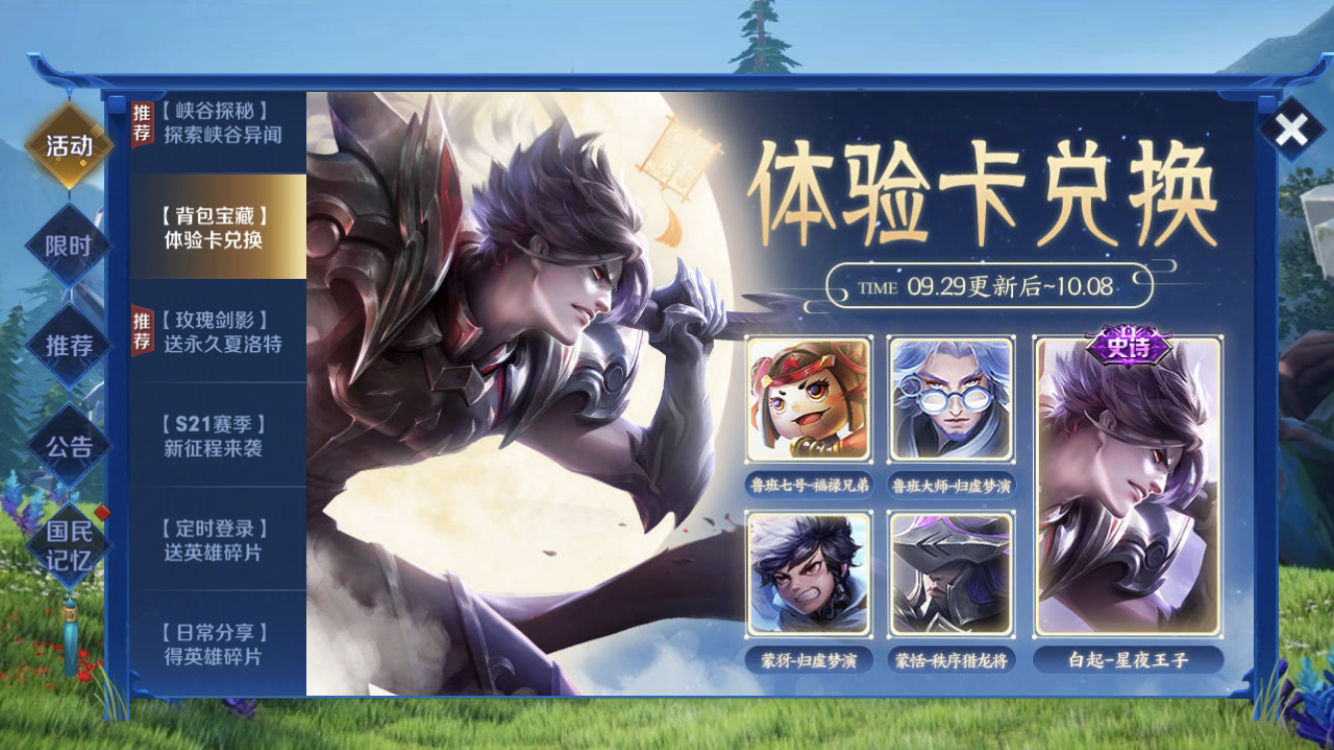 活动
限时
推荐
公告
国民
记忆
推荐
【峡谷探秘】
探索峡谷异闻
【背包宝藏】
体验卡兑换
推荐
【玫瑰剑影】
送永久夏洛特
【S21赛季】
新征程来袭
【定时登录】
送英雄碎片
【日常分享】
得英雄碎片
体验卡兑换
TIME 09.29更新后~10.08
史诗
鲁班七号-福禄兄弟
鲁班大师-归虚梦演
蒙犽-归虚梦演
蒙恬-秩序猎龙将
白起-星夜王子